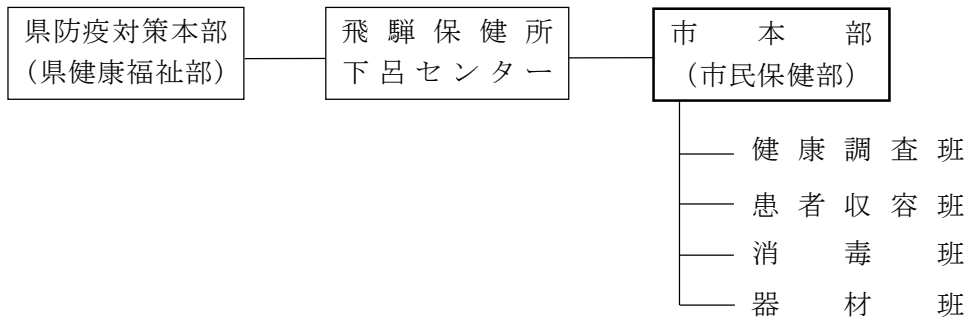 県防疫対策本部
（県健康福祉部）
飛騨保健所
下呂センター
市本部
（市民保健部）
健康調査班
患者収容班
消毒班
器材班